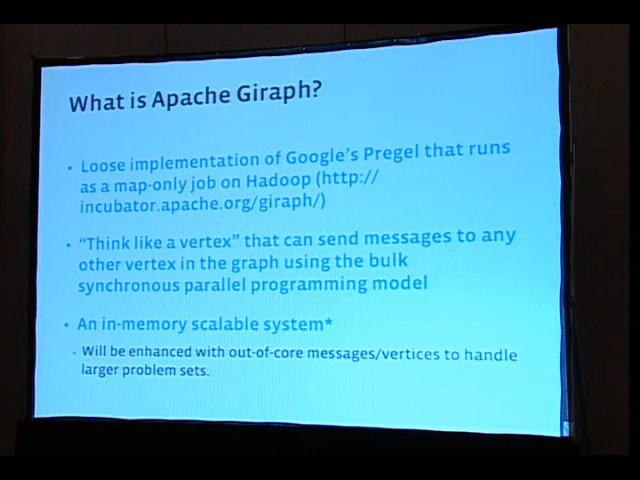 What is Apache Giraph?
• Loose implementation of Google's Pregel that runs
as a map-only job on Hadoop (http://
incubator.apache.org/giraph/)
• “Think like a vertex” that can send messages to any
other vertex in the graph using the bulk
synchronous parallel programming model
• An in-memory scalable system*
• Will be enhanced with out-of-core messages/vertices to handle
larger problem sets.